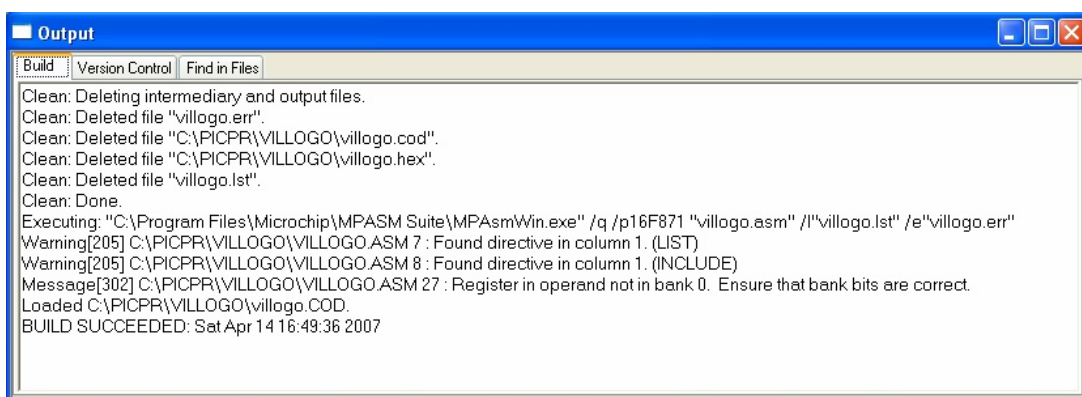 Output
Build Version Control Find in Files
Clean: Deleting intermediary and output files.
Clean: Deleted file "villogo.err".
Clean: Deleted file "C:\PICPR\VILLOGO\villogo.cod".
Clean: Deleted file "C:\PICPR\VILLOGO\villogo.hex".
Clean: Deleted file "villogo.lst".
Clean: Done.
Executing: "C:\Program Files\Microchip\MPASM Suite\MPAsmWin.exe" /q /p16F871 "villogo.asm" /l"villogo.lst" /e"villogo.err"
Warning[205] C:\PICPR\VILLOGO\VILLOGO.ASM 7 : Found directive in column 1. (LIST)
Warning[205] C:\PICPR\VILLOGO\VILLOGO.ASM 8 : Found directive in column 1. (INCLUDE)
Message[302] C:\PICPR\VILLOGO\VILLOGO.ASM 27 : Register in operand not in bank 0. Ensure that bank bits are correct.
Loaded C:\PICPR\VILLOGO\villogo.COD.
BUILD SUCCEEDED: Sat Apr 14 16:49:36 2007